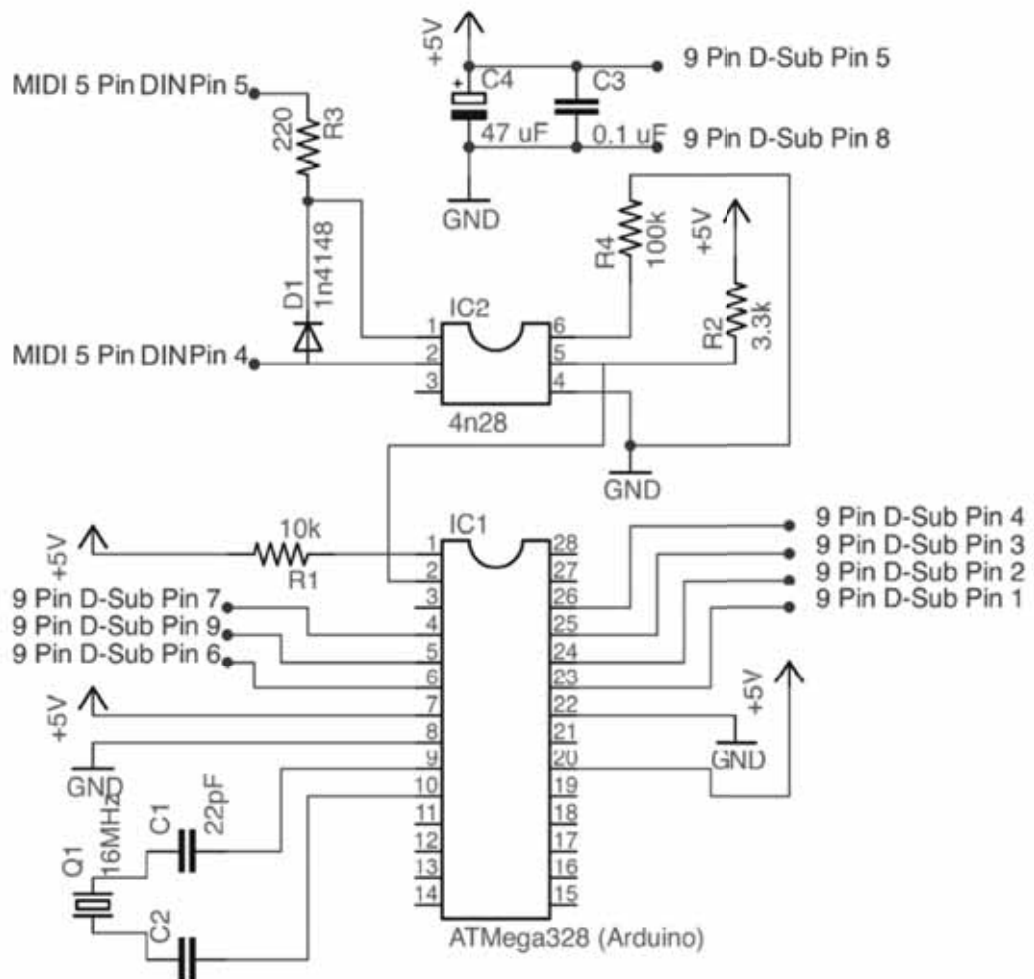 +5V
9 Pin D-Sub Pin 5
C4
C3
47 uF
0.1 uF
9 Pin D-Sub Pin 8
GND
MIDI 5 Pin DIN Pin 5
220
R3
D1
1n4148
MIDI 5 Pin DIN Pin 4
R4
100k
+5V
R2
3.3k
IC2
1
2
3
6
5
4
4n28
GND
+5V
10k
R1
IC1
9 Pin D-Sub Pin 4
9 Pin D-Sub Pin 3
9 Pin D-Sub Pin 2
9 Pin D-Sub Pin 1
9 Pin D-Sub Pin 7
9 Pin D-Sub Pin 9
9 Pin D-Sub Pin 6
1
2
3
4
5
6
7
8
9
10
11
12
13
14
28
27
26
25
24
23
22
21
20
19
18
17
16
15
+5V
GND
+5V
GND
Q1
16MHz
C1
22pF
C2
ATMega328 (Arduino)